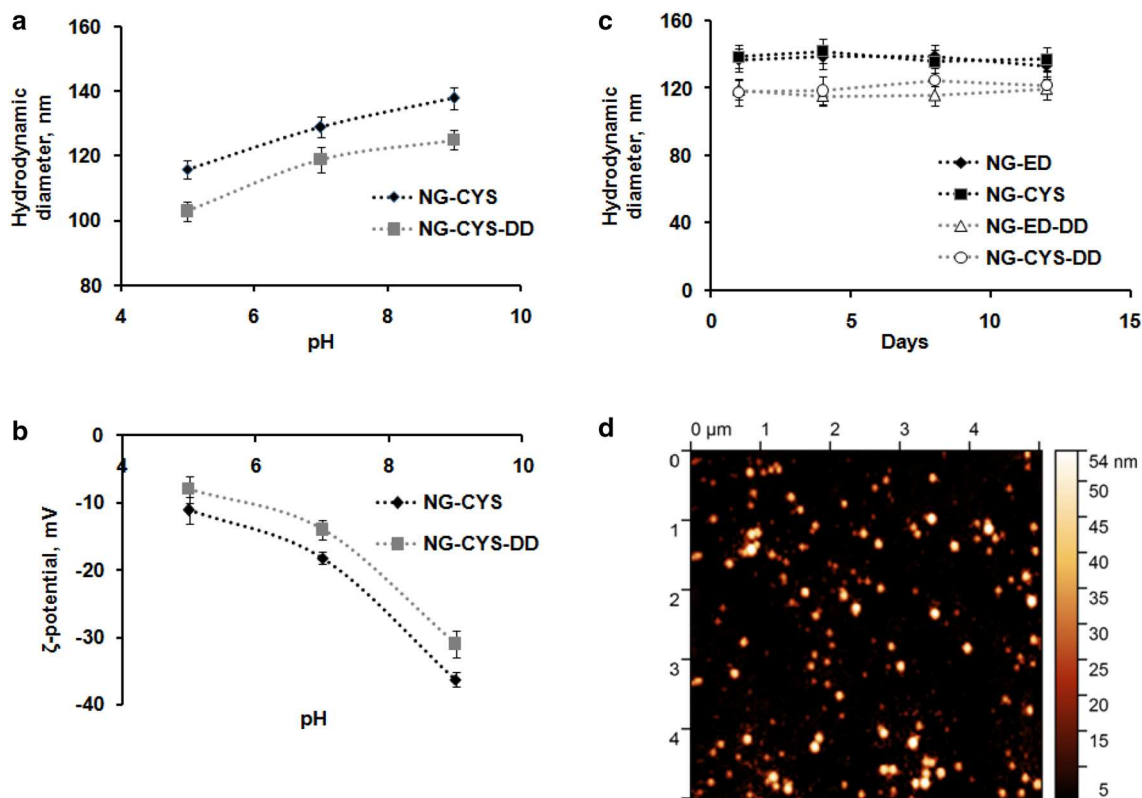 a
160
140
120
100
80
Hydrodynamic
diameter, nm
4
6
8
10
pH
NG-CYS
NG-CYS-DD
c
160
120
80
40
0
Hydrodynamic
diameter, nm
0
5
10
15
Days
NG-ED
NG-CYS
NG-ED-DD
NG-CYS-DD
b
0
-10
-20
-30
-40
ζ-potential, mV
4
6
8
10
pH
NG-CYS
NG-CYS-DD
d
0 µm
1
2
3
4
0
1
2
3
4
54 nm
50
45
40
35
30
25
20
15
5